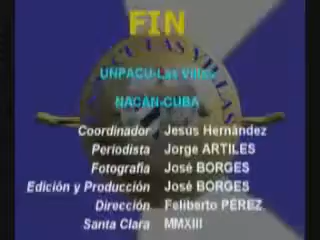 FIN
UNPACU-Las Villas
NACÁN-CUBA
Coordinador Jesús Hernández
Periodista Jorge ARTILES
Fotografia José BORGES
Edición y Producción José BORGES
Dirección Feliberto PÉREZ
Santa Clara MMXIII